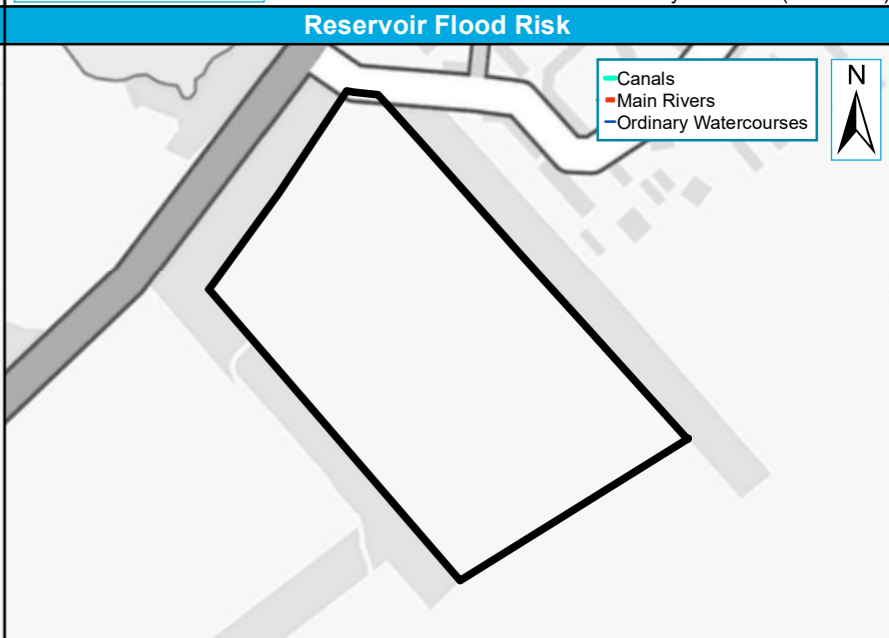 Reservoir Flood Risk
Canals
Main Rivers
Ordinary Watercourses
N